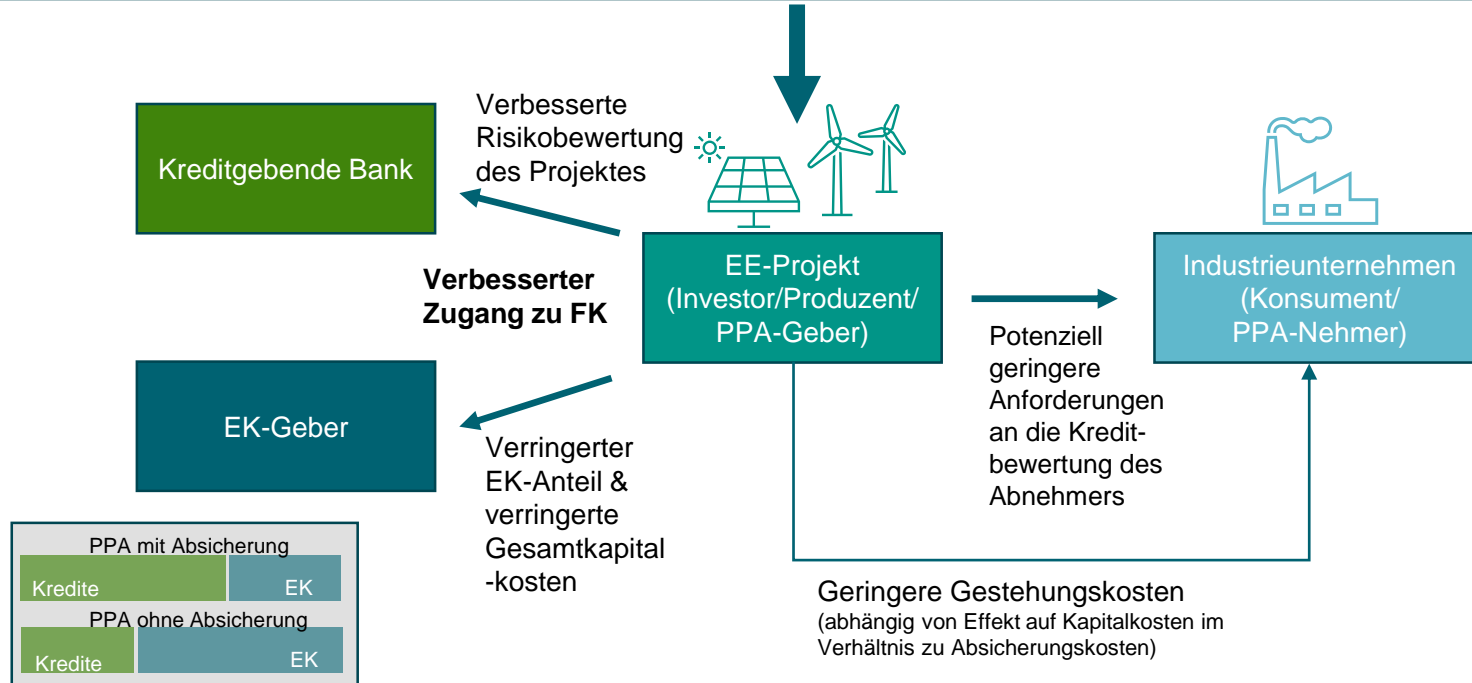 Verbesserte
Risikobewertung
des Projektes
Kreditgebende Bank
EE-Projekt
(Investor/Produzent/
PPA-Geber)
Industrieunternehmen
(Konsument/
PPA-Nehmer)
Verbesserter
Zugang zu FK
Potenziell
geringere
Anforderungen
an die Kredit-
bewertung des
Abnehmers
EK-Geber
Verringerter
EK-Anteil &
verringerte
Gesamtkapital
-kosten
PPA mit Absicherung
Kredite
EK
PPA ohne Absicherung
Kredite
EK
Geringere Gestehungskosten
(abhängig von Effekt auf Kapitalkosten im
Verhältnis zu Absicherungskosten)